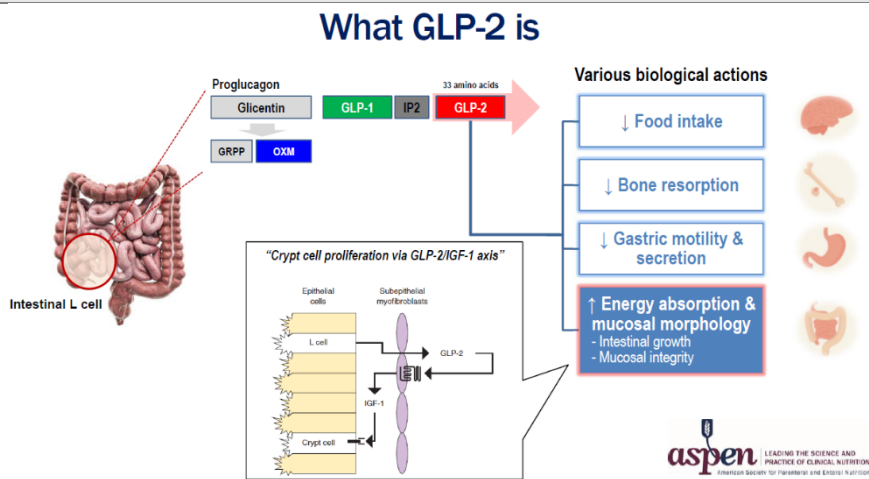 What GLP-2 is
Proglucagon
33 amino acids
Glicentin
GLP-1
IP2
GLP-2
GRPP
OXM
Intestinal L cell
Various biological actions
↓ Food intake
↓ Bone resorption
↓ Gastric motility &
secretion
↑ Energy absorption &
mucosal morphology
- Intestinal growth
- Mucosal integrity
"Crypt cell proliferation via GLP-2/IGF-1 axis"
Epithelial
cells
Subepithelial
myofibroblasts
L cell
GLP-2
IGF-1
Crypt cell
aspen
LEADING THE SCIENCE AND
PRACTICE OF CLINICAL NUTRITION
American Society for Parenteral and Enteral Nutrition